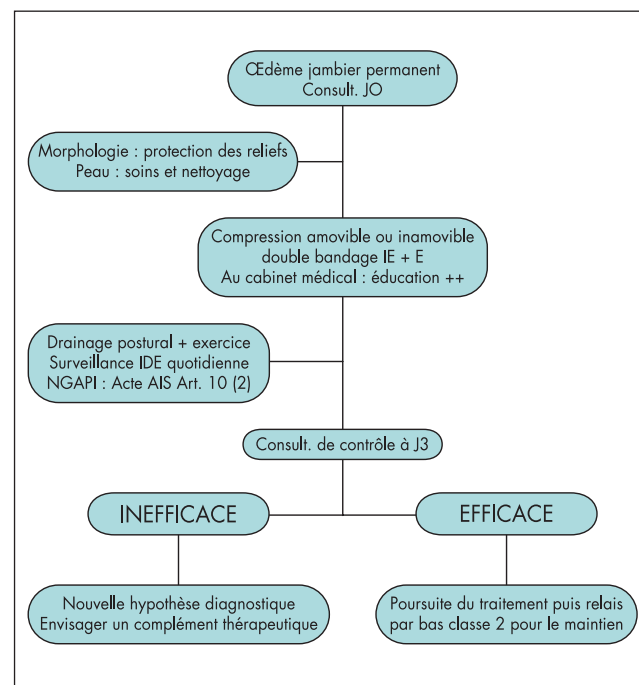 Œdème jambier permanent
Consult. JO
Morphologie : protection des reliefs
Peau : soins et nettoyage
Compression amovible ou inamovible
double bandage IE + E
Au cabinet médical : éducation ++
Drainage postural + exercice
Surveillance IDE quotidienne
NGAPI : Acte AIS Art. 10 (2)
Consult. de contrôle à J3
INEFFICACE
EFFICACE
Nouvelle hypothèse diagnostique
Envisager un complément thérapeutique
Poursuite du traitement puis relais
par bas classe 2 pour le maintien